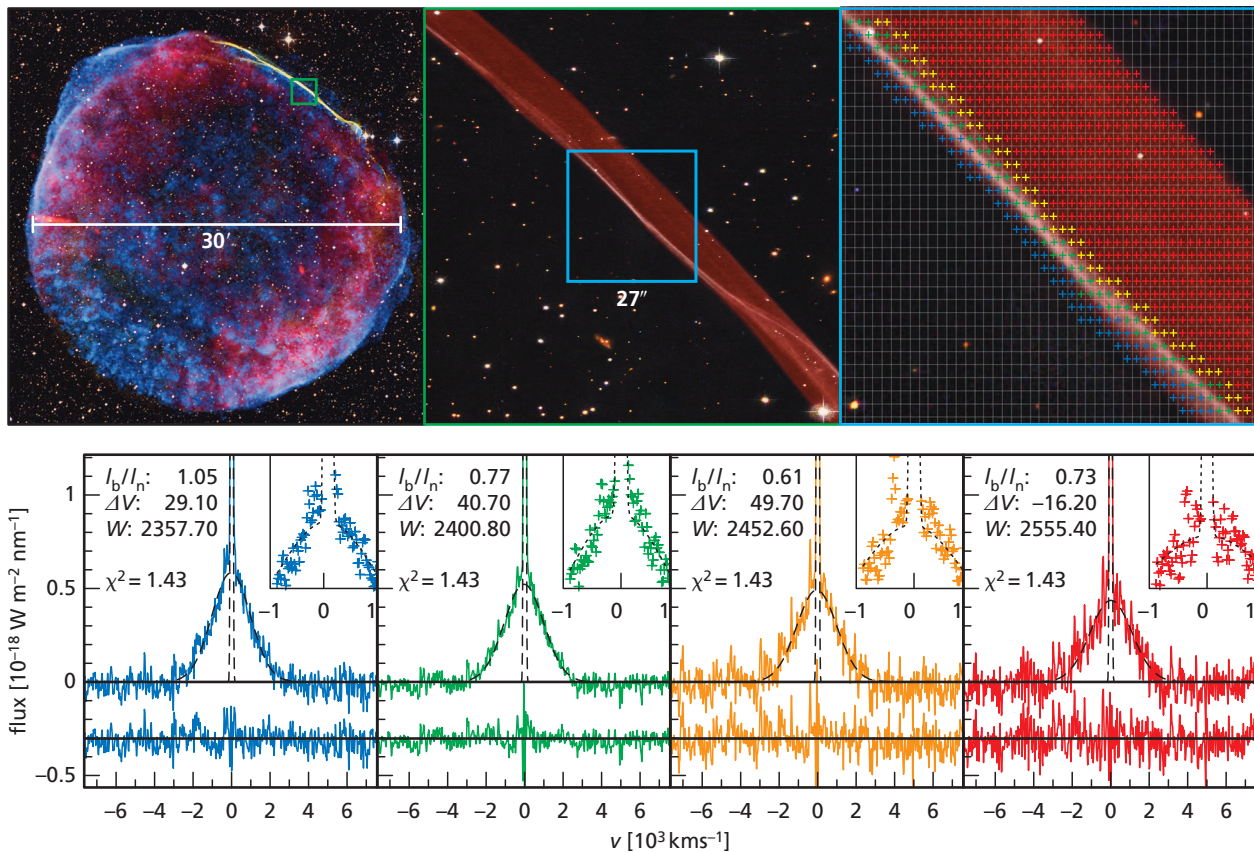 30′
27″
I_b/I_n: 1.05
ΔV: 29.10
W: 2357.70
χ² = 1.43
−1 0 1
I_b/I_n: 0.77
ΔV: 40.70
W: 2400.80
χ² = 1.43
−1 0 1
I_b/I_n: 0.61
ΔV: 49.70
W: 2452.60
χ² = 1.43
−1 0 1
I_b/I_n: 0.73
ΔV: −16.20
W: 2555.40
χ² = 1.43
−1 0 1
1
0.5
0
−0.5
flux [10⁻¹⁸ W m⁻² nm⁻¹]
−6 −4 −2 0 2 4 6
−6 −4 −2 0 2 4 6
−6 −4 −2 0 2 4 6
−6 −4 −2 0 2 4 6
v [10³ kms⁻¹]